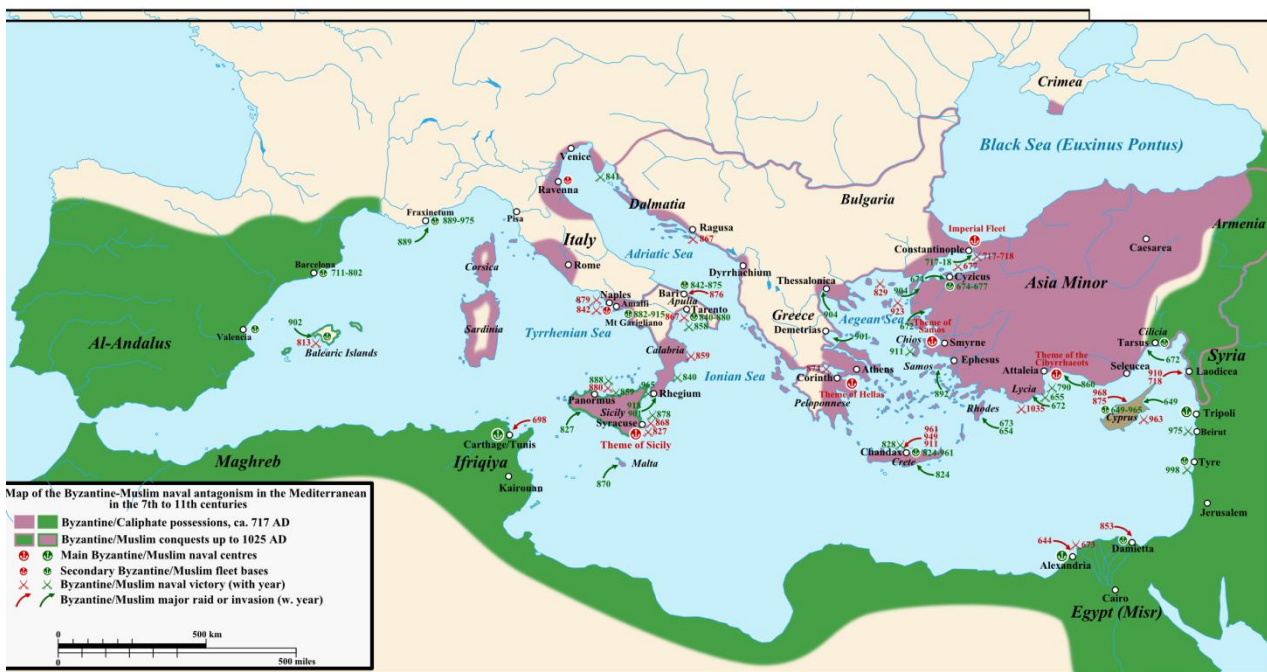 Crimea
Black Sea (Euxinus Pontus)
Venice
Ravenna
841
Dalmatia
Bulgaria
Armenia
Fraxinetum
889-975
889
Pisa
Italy
Ragusa
867
Imperial Fleet
Constantinople
717-18
717-718
677
Caesarea
Barcelona
711-802
Corsica
Rome
Adriatic Sea
Dyrrhachium
Thessalonica
904
829
674
Cyzicus
674-677
Asia Minor
842-875
Bari
876
Apulia
904
923
672
879
842
Naples
Amalfi
882-915
Mt Garigliano
Tarento
867
840-880
858
Greece
Demetrias
901
Aegean Sea
Theme of
Samos
Smyrne
Chios
911
Valencia
902
813
Balearic Islands
Al-Andalus
Sardinia
Tyrrhenian Sea
Calabria
859
Ionian Sea
Cilicia
Tarsus
672
Syria
Ephesus
Samos
892
Athens
Corinth
Theme of Hellas
Peloponnese
Theme of the
Cibyrrhaeots
Attaleia
860
Seleucea
Lycia
790
655
672
1035
910
718
Laodicea
888
880
Panormus
859
965
840
Rhegium
918
Sicily
878
868
827
Syracuse
827
Theme of Sicily
Rhodes
673
654
968
875
649-965
649
Cyprus
963
Tripoli
975
Beirut
698
Carthage/Tunis
Maghreb
Ifriqiya
Kairouan
Malta
870
961
949
911
828
Chandax
824-961
Crete
824
Tyre
998
Jerusalem
853
Damietta
644
673
Alexandria
Cairo
Egypt (Misr)
Map of the Byzantine-Muslim naval antagonism in the Mediterranean
in the 7th to 11th centuries
Byzantine/Caliphate possessions, ca. 717 AD
Byzantine/Muslim conquests up to 1025 AD
Main Byzantine/Muslim naval centres
Secondary Byzantine/Muslim fleet bases
Byzantine/Muslim naval victory (with year)
Byzantine/Muslim major raid or invasion (w. year)
0 500 km
0 500 miles